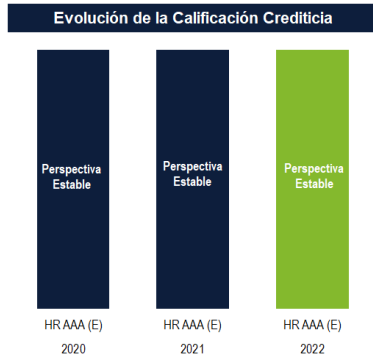 Evolución de la Calificación Crediticia
Perspectiva
Estable
Perspectiva
Estable
Perspectiva
Estable
HR AAA (E)
HR AAA (E)
HR AAA (E)
2020
2021
2022